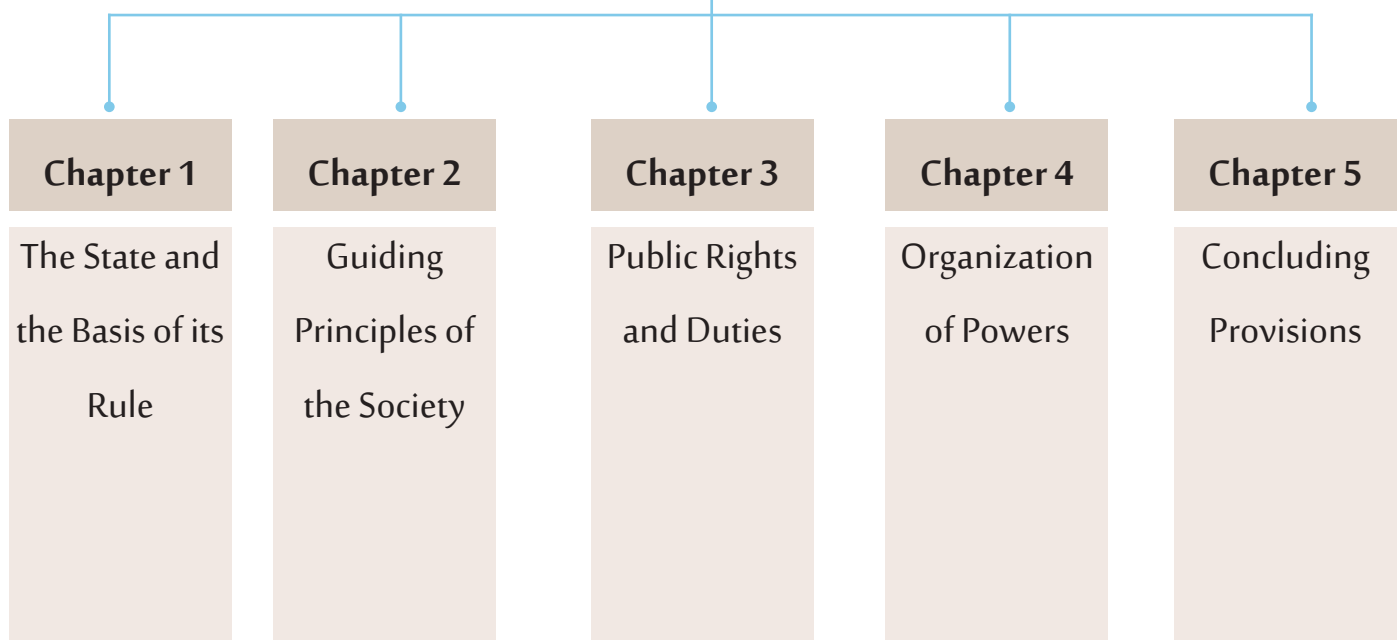 Chapter 1
The State and
the Basis of its
Rule
Chapter 2
Guiding
Principles of
the Society
Chapter 3
Public Rights
and Duties
Chapter 4
Organization
of Powers
Chapter 5
Concluding
Provisions